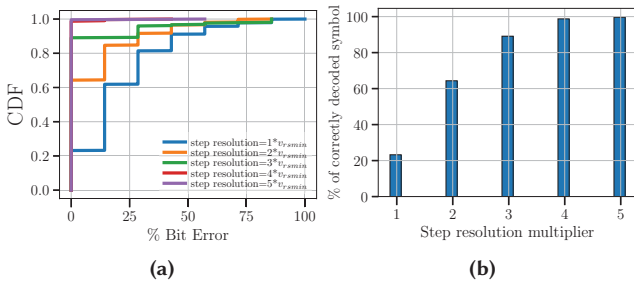 1.0
0.8
0.6
0.4
0.2
0.0
CDF
step resolution=1*v_rsmin
step resolution=2*v_rsmin
step resolution=3*v_rsmin
step resolution=4*v_rsmin
step resolution=5*v_rsmin
0 25 50 75 100
% Bit Error
(a)
% of correctly decoded symbol
100
80
60
40
20
0
1 2 3 4 5
Step resolution multiplier
(b)